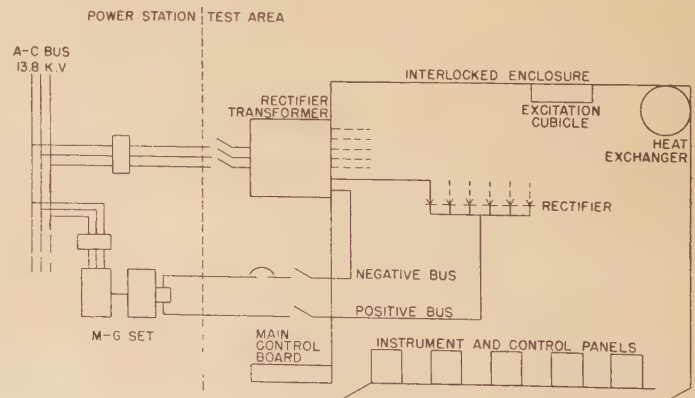 POWER STATION
TEST AREA
A-C BUS
13.8 K.V
INTERLOCKED ENCLOSURE
RECTIFIER
TRANSFORMER
EXCITATION
CUBICLE
HEAT
EXCHANGER
RECTIFIER
NEGATIVE BUS
POSITIVE BUS
M-G SET
MAIN
CONTROL
BOARD
INSTRUMENT AND CONTROL PANELS